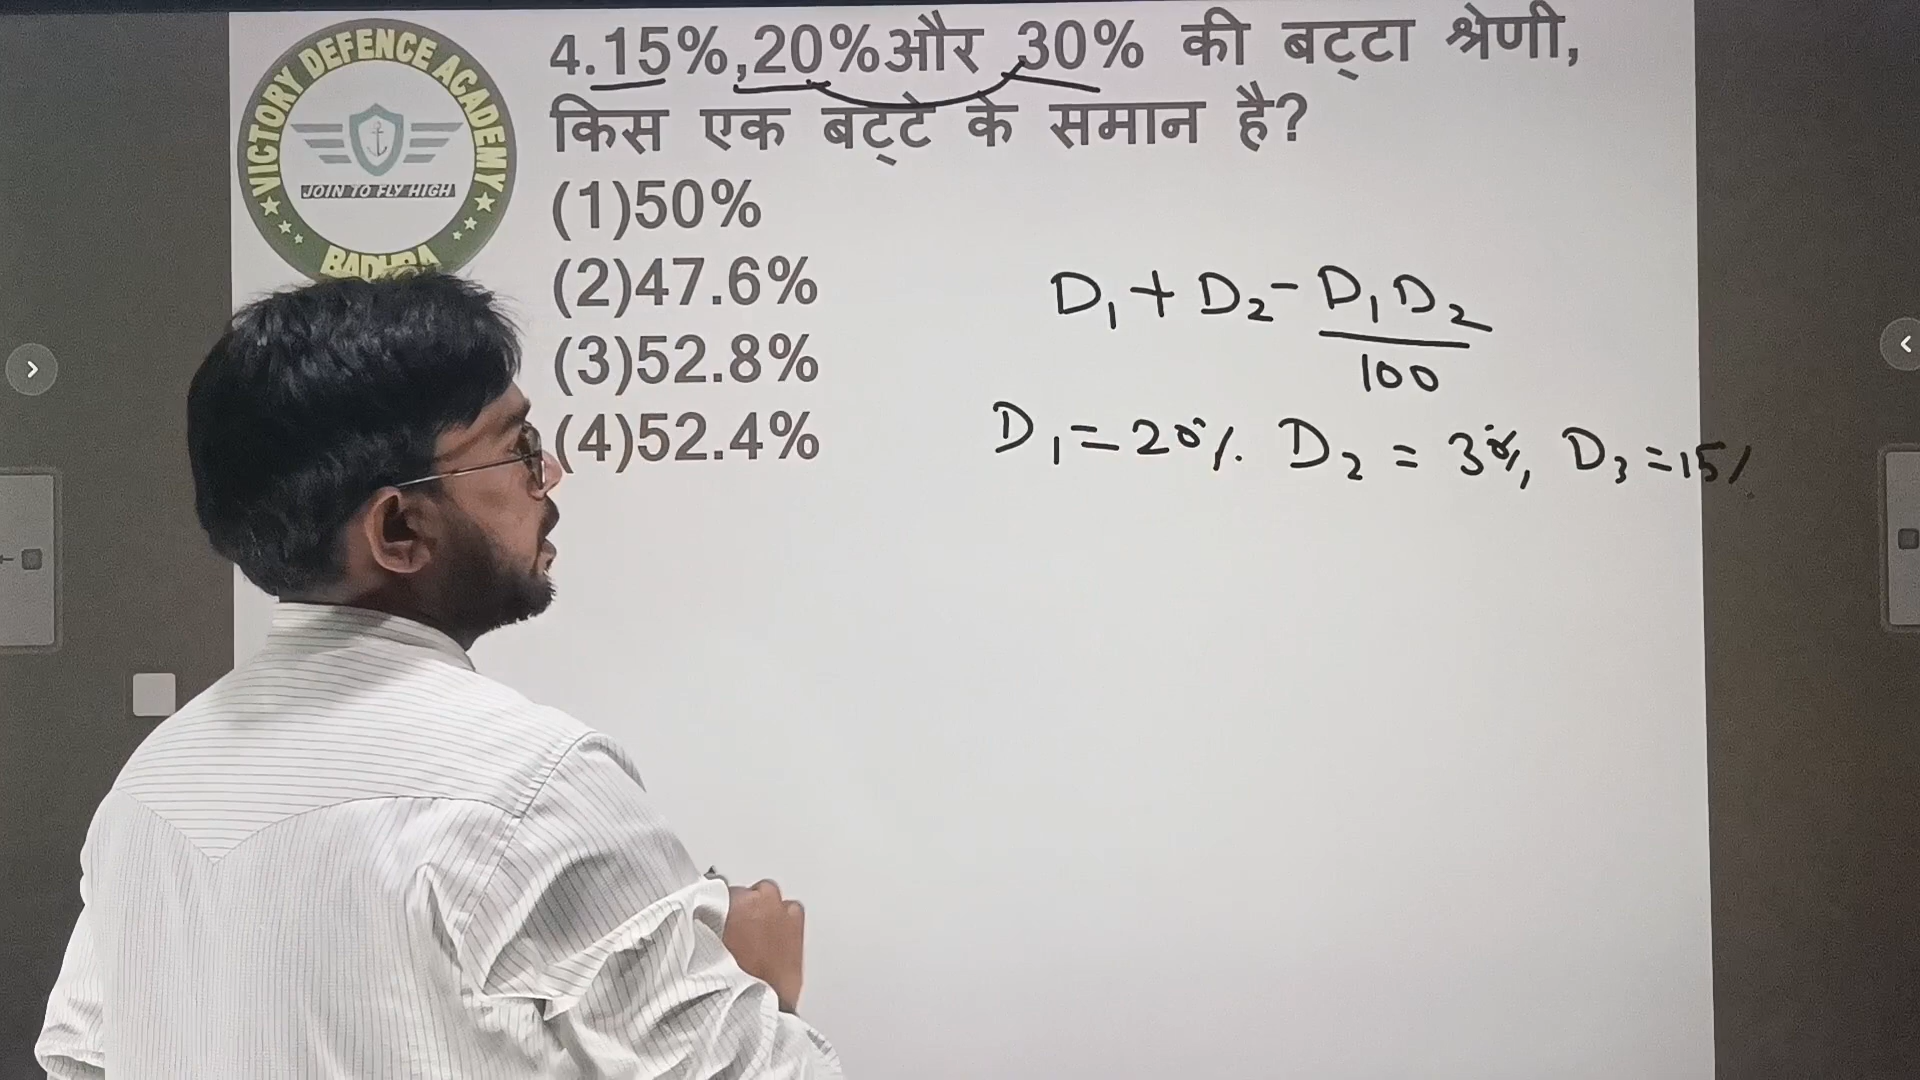 VICTORY DEFENCE ACADEMY
JOIN TO FLY HIGH
BADHRA
4.15%,20%और 30% की बट्टा श्रेणी,
किस एक बट्टे के समान है?
(1)50%
(2)47.6%
(3)52.8%
(4)52.4%
D₁ + D₂ - D₁D₂
100
D₁ = 20%. D₂ = 30%, D₃ = 15%